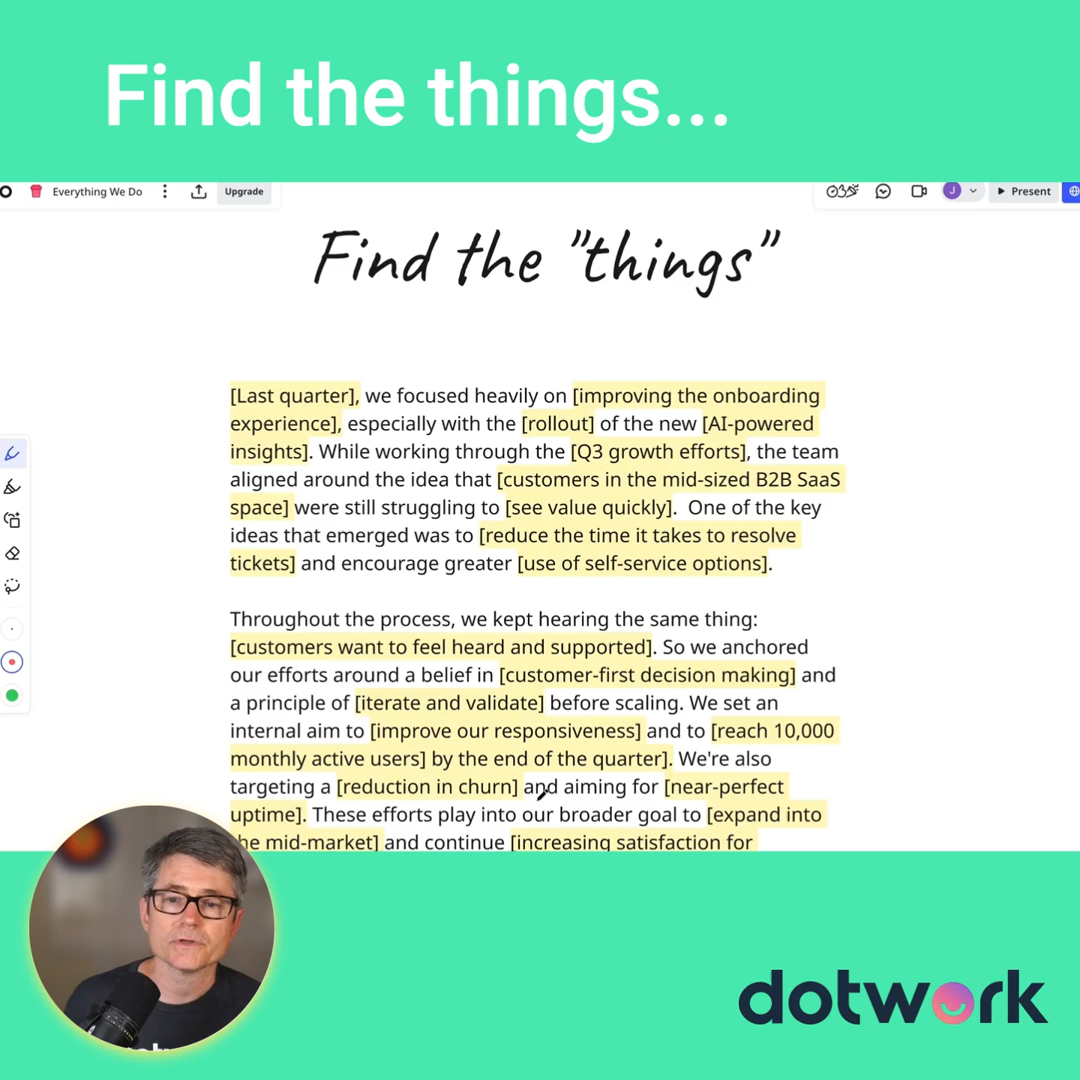 Find the things...
Everything We Do
Upgrade
J
Present
Find the "things"
[Last quarter], we focused heavily on [improving the onboarding
experience], especially with the [rollout] of the new [AI-powered
insights]. While working through the [Q3 growth efforts], the team
aligned around the idea that [customers in the mid-sized B2B SaaS
space] were still struggling to [see value quickly].  One of the key
ideas that emerged was to [reduce the time it takes to resolve
tickets] and encourage greater [use of self-service options].
Throughout the process, we kept hearing the same thing:
[customers want to feel heard and supported]. So we anchored
our efforts around a belief in [customer-first decision making] and
a principle of [iterate and validate] before scaling. We set an
internal aim to [improve our responsiveness] and to [reach 10,000
monthly active users] by the end of the quarter]. We're also
targeting a [reduction in churn] and aiming for [near-perfect
uptime]. These efforts play into our broader goal to [expand into
the mid-market] and continue [increasing satisfaction for
dotwork